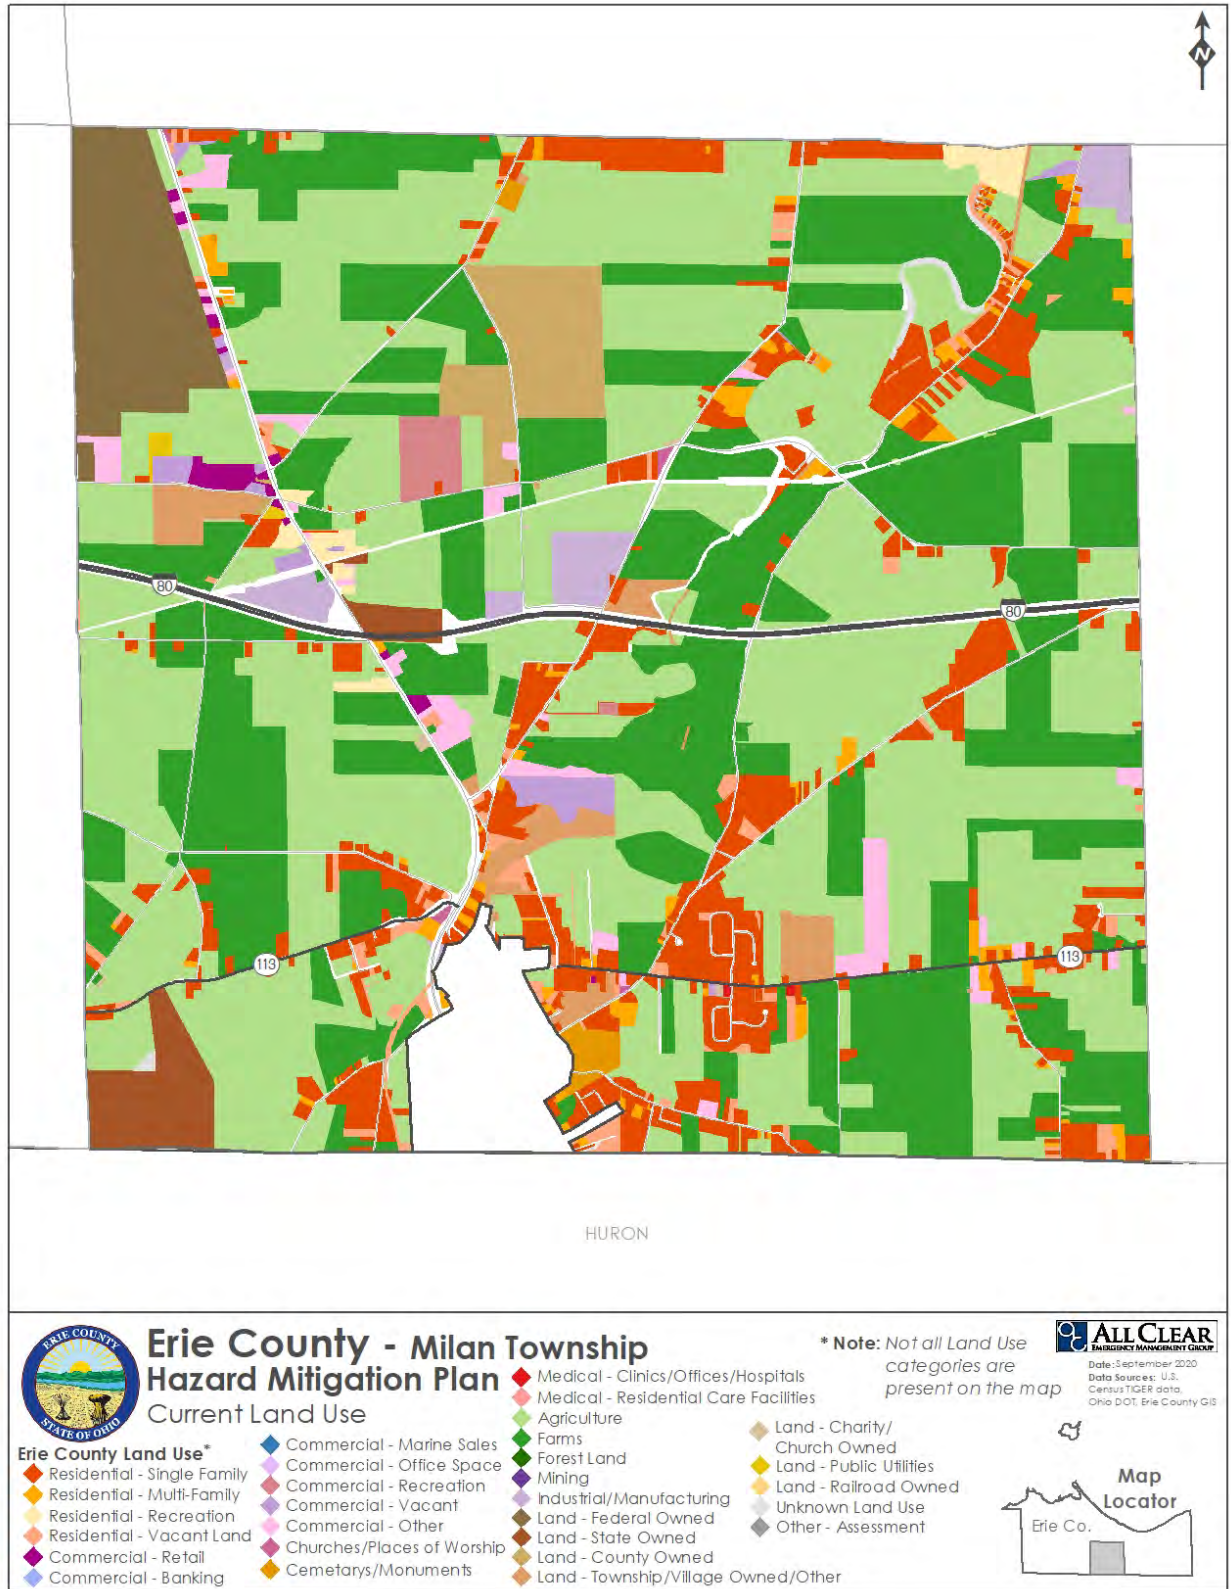 N
80
80
113
113
HURON
ERIE COUNTY
STATE OF OHIO
Erie County - Milan Township
Hazard Mitigation Plan
Current Land Use
Erie County Land Use*
Residential - Single Family
Residential - Multi-Family
Residential - Recreation
Residential - Vacant Land
Commercial - Retail
Commercial - Banking
Commercial - Marine Sales
Commercial - Office Space
Commercial - Recreation
Commercial - Vacant
Commercial - Other
Churches/Places of Worship
Cemetarys/Monuments
Medical - Clinics/Offices/Hospitals
Medical - Residential Care Facilities
Agriculture
Farms
Forest Land
Mining
Industrial/Manufacturing
Land - Federal Owned
Land - State Owned
Land - County Owned
Land - Township/Village Owned/Other
Land - Charity/
Church Owned
Land - Public Utilities
Land - Railroad Owned
Unknown Land Use
Other - Assessment
* Note: Not all Land Use
categories are
present on the map
ALL CLEAR
EMERGENCY MANAGEMENT GROUP
Date: September 2020
Data Sources: U.S.
Census TIGER data,
Ohio DOT, Erie County GIS
Map
Locator
Erie Co.